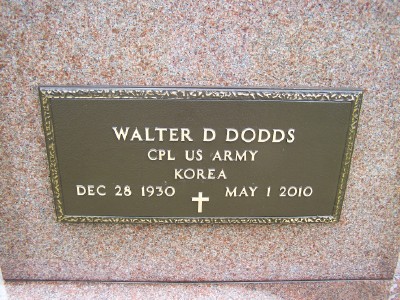 WALTER D DODDS
CPL US ARMY
KOREA
DEC 28 1930 MAY 1 2010